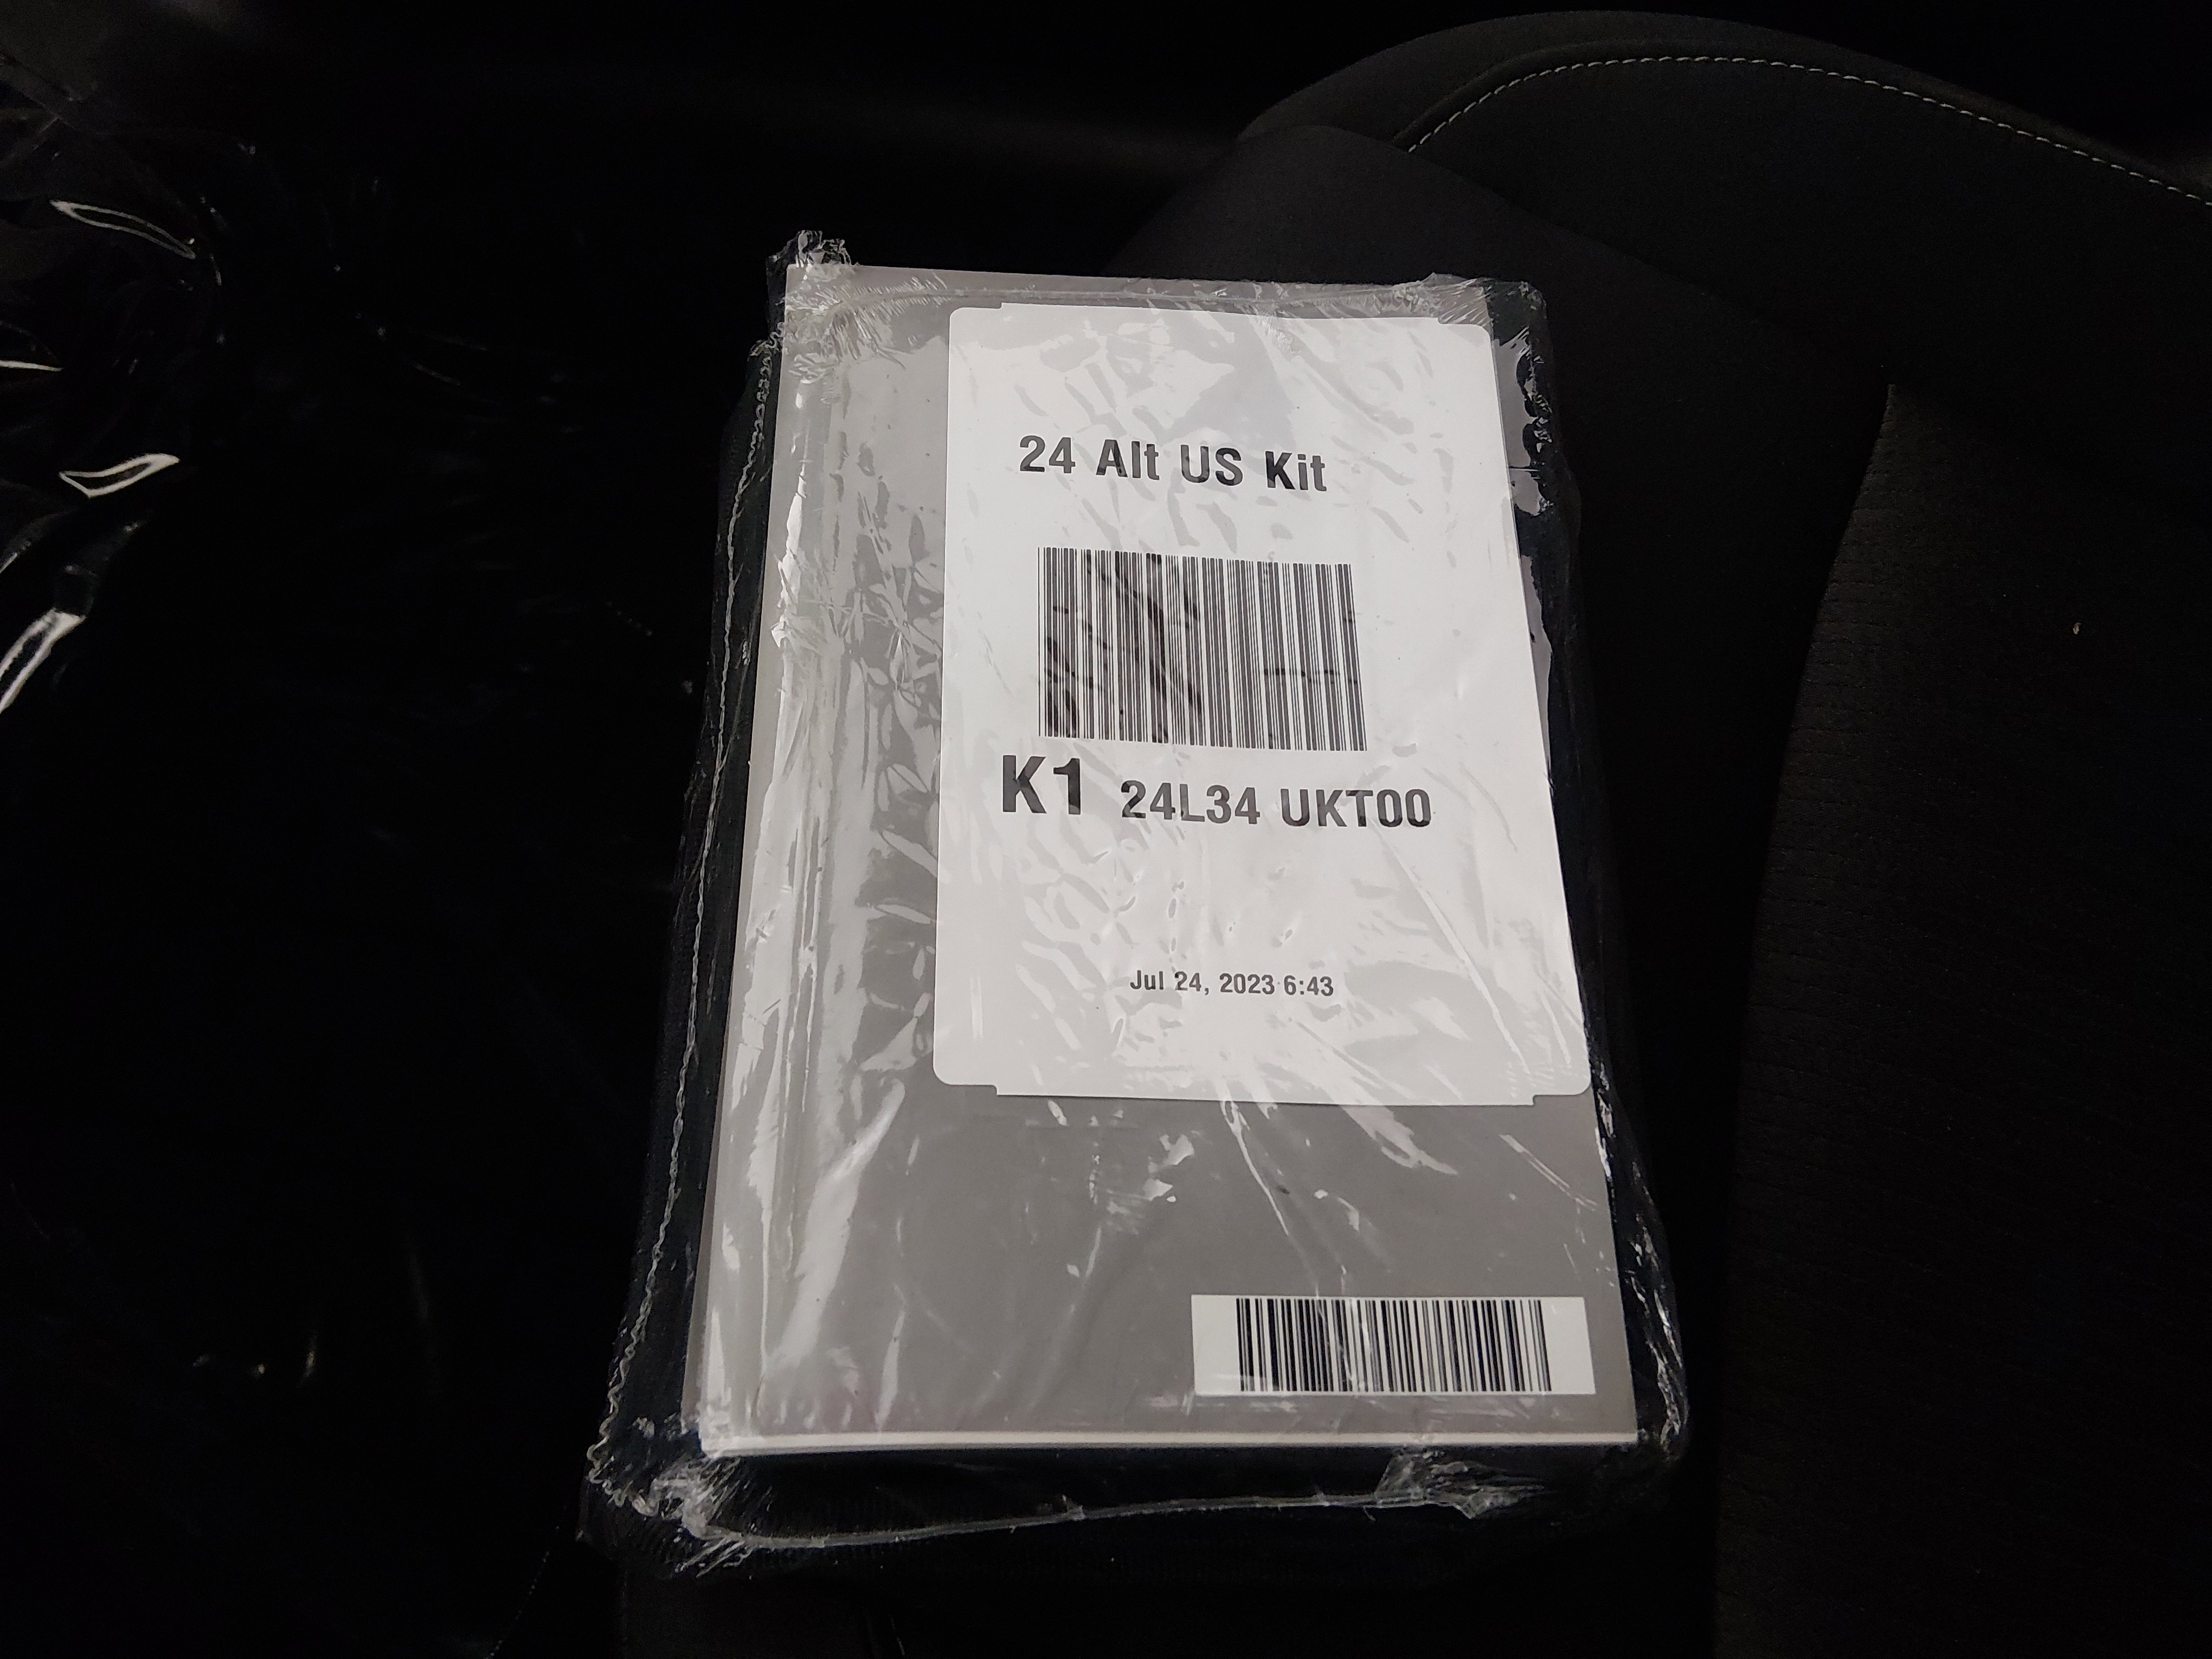 24 Alt US Kit
K1 24L34 UKT00
Jul 24, 2023 6:43